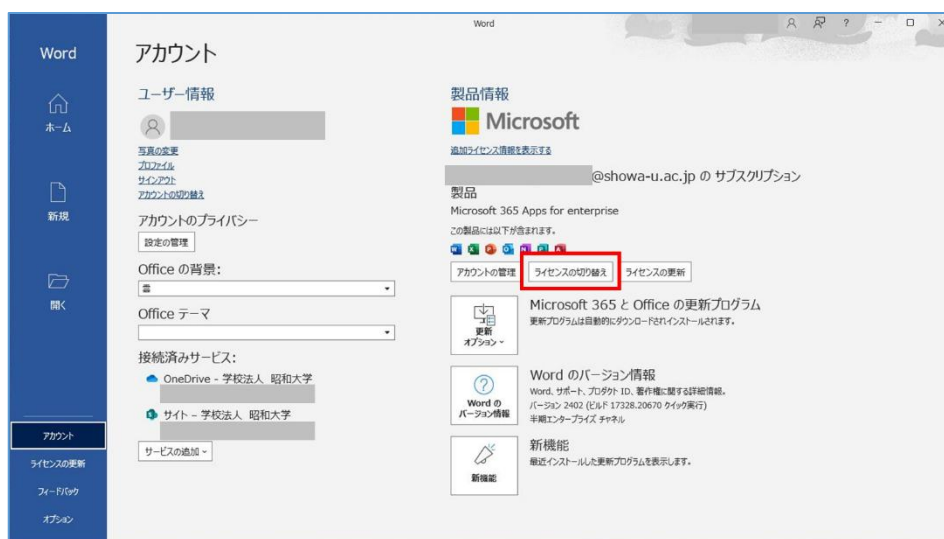 Word
Word
アカウント
ホーム
新規
開く
アカウント
ライセンスの更新
フィードバック
オプション
ユーザー情報
写真の変更
プロファイル
サインアウト
アカウントの切り替え
アカウントのプライバシー
設定の管理
Office の背景:
雲
Office テーマ
接続済みサービス:
OneDrive - 学校法人 昭和大学
サイト - 学校法人 昭和大学
サービスの追加
製品情報
Microsoft
追加ライセンス情報を表示する
@showa-u.ac.jp の サブスクリプション
製品
Microsoft 365 Apps for enterprise
この製品には以下が含まれます。
アカウントの管理
ライセンスの切り替え
ライセンスの更新
更新
オプション
Microsoft 365 と Office の更新プログラム
更新プログラムは自動的にダウンロードされインストールされます。
Word の
バージョン情報
Word のバージョン情報
Word、サポート、プロダクト ID、著作権に関する詳細情報。
バージョン 2402 (ビルド 17328.20670 クイック実行)
半期エンタープライズ チャネル
新機能
新機能
最近インストールした更新プログラムを表示します。